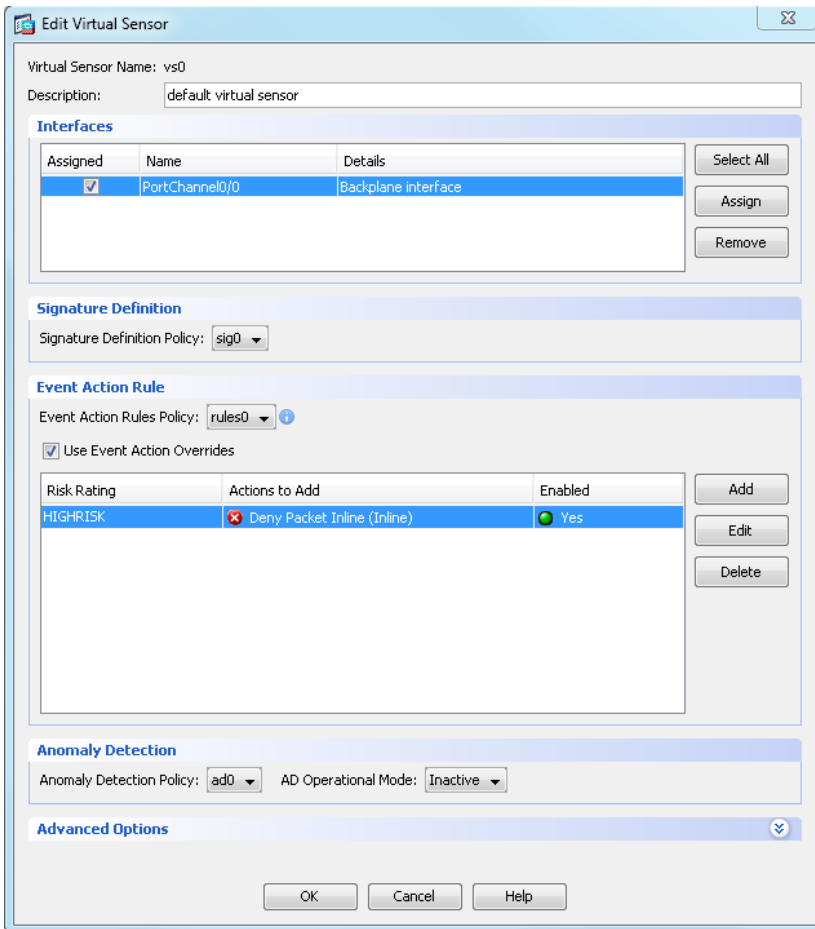 Edit Virtual Sensor
Virtual Sensor Name: vs0
Description: default virtual sensor
Interfaces
Assigned Name Details Select All
PortChannel0/0 Backplane interface
Assign
Remove
Signature Definition
Signature Definition Policy: sig0
Event Action Rule
Event Action Rules Policy: rules0
Use Event Action Overrides
Risk Rating Actions to Add Enabled Add
HIGHRISK Deny Packet Inline (Inline) Yes
Edit
Delete
Anomaly Detection
Anomaly Detection Policy: ad0 AD Operational Mode: Inactive
Advanced Options
OK Cancel Help